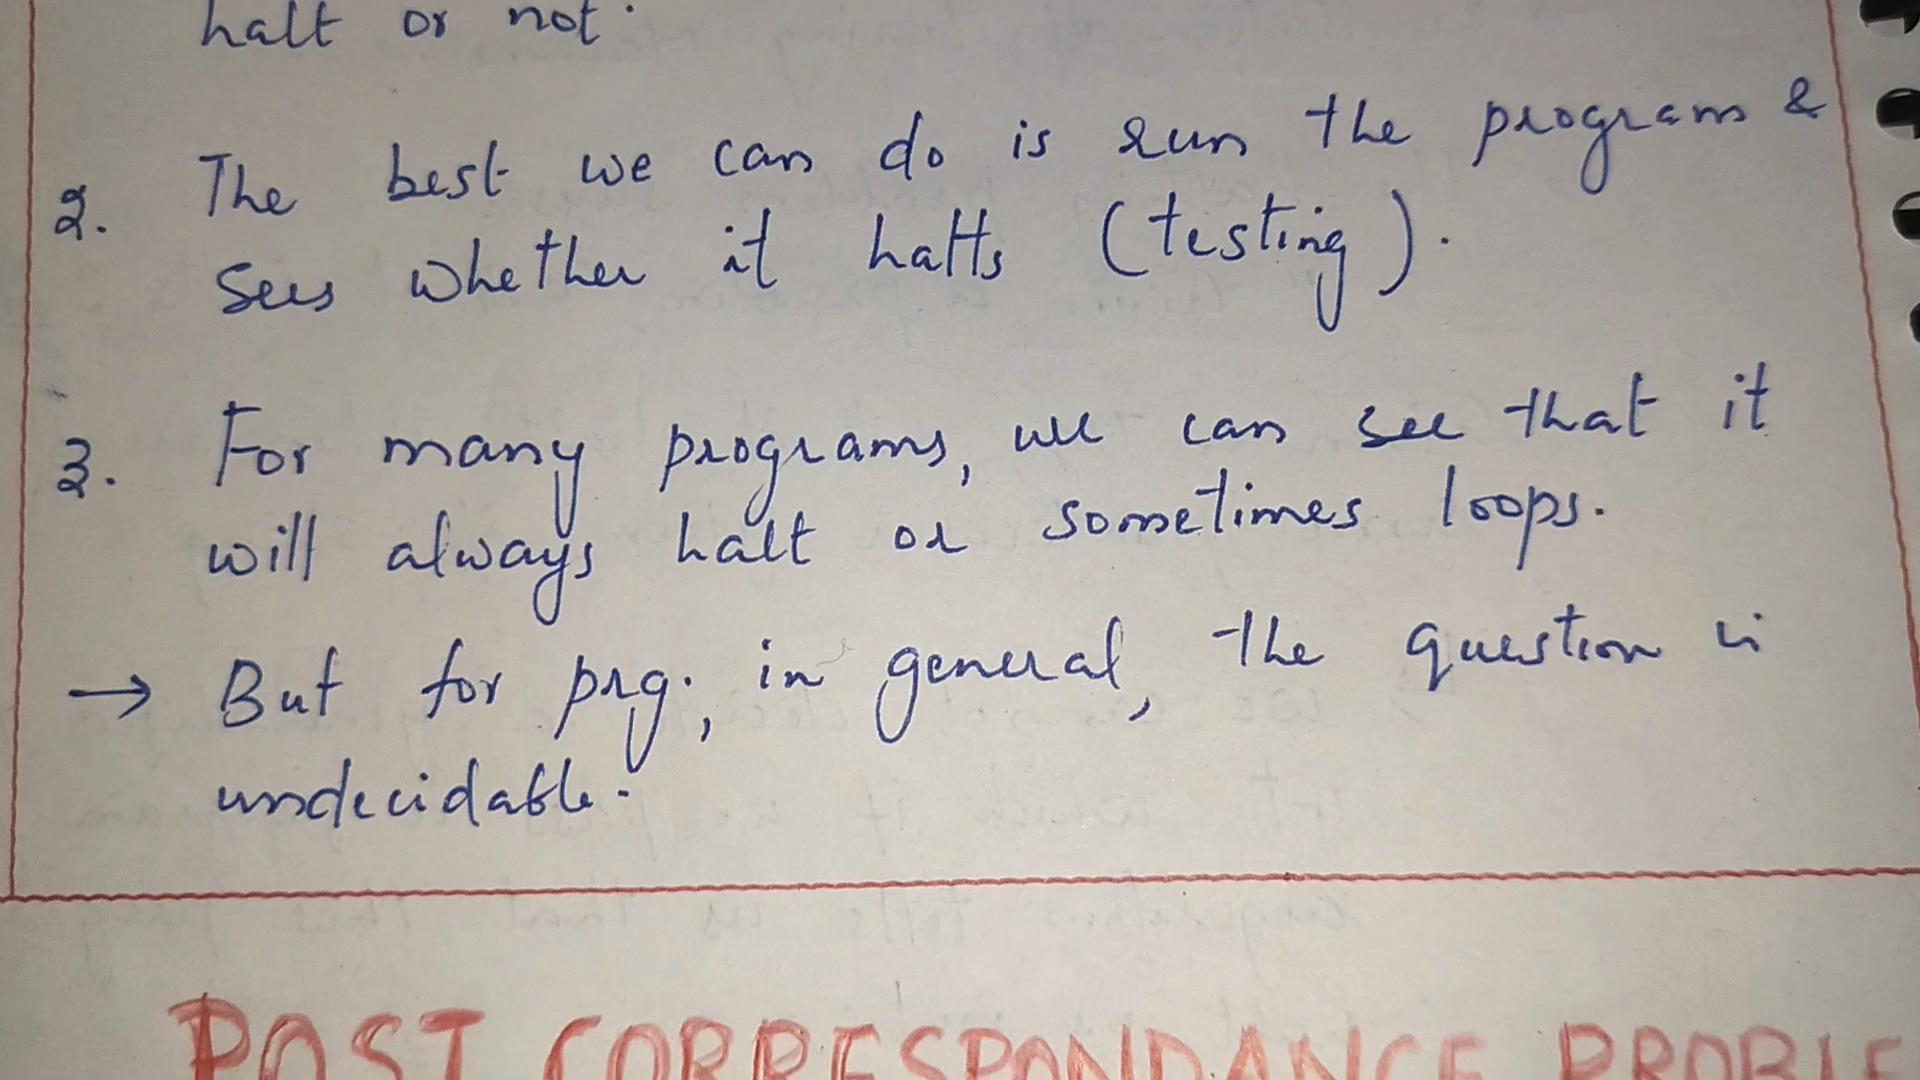 halt or not.
2. The best we can do is run the program &
sees whether it halts (testing).
3. For many programs, we can see that it
will always halt or sometimes loops.
→ But for prg., in general, the question is
undecidable.
POST CORRESPONDANCE PROBLE